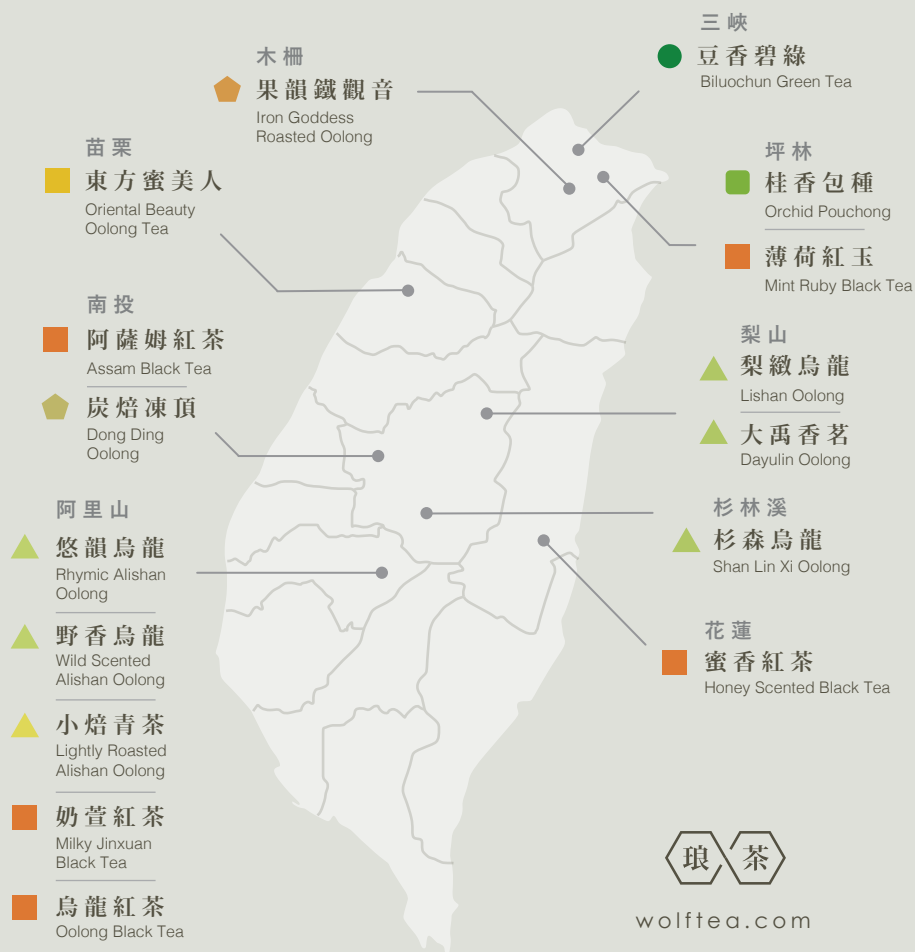 三峽
豆香碧綠
Biluochun Green Tea
木柵
果韻鐵觀音
Iron Goddess
Roasted Oolong
苗栗
東方蜜美人
Oriental Beauty
Oolong Tea
坪林
桂香包種
Orchid Pouchong
薄荷紅玉
Mint Ruby Black Tea
南投
阿薩姆紅茶
Assam Black Tea
炭焙凍頂
Dong Ding
Oolong
梨山
梨緻烏龍
Lishan Oolong
大禹香茗
Dayulin Oolong
阿里山
悠韻烏龍
Rhymic Alishan
Oolong
野香烏龍
Wild Scented
Alishan Oolong
小焙青茶
Lightly Roasted
Alishan Oolong
奶萱紅茶
Milky Jinxuan
Black Tea
烏龍紅茶
Oolong Black Tea
杉林溪
杉森烏龍
Shan Lin Xi Oolong
花蓮
蜜香紅茶
Honey Scented Black Tea
琅茶
wolftea.com